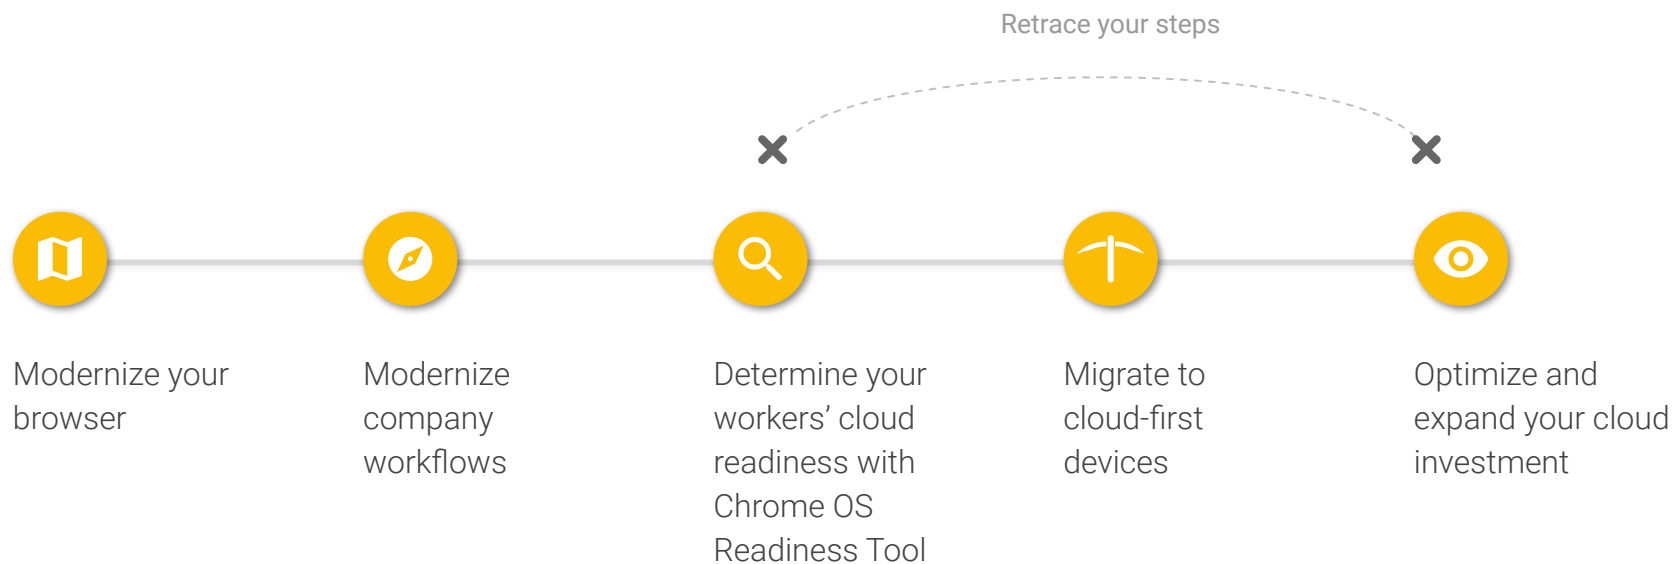 Retrace your steps
Modernize your
browser
Modernize
company
workflows
Determine your
workers’ cloud
readiness with
Chrome OS
Readiness Tool
Migrate to
cloud-first
devices
Optimize and
expand your cloud
investment